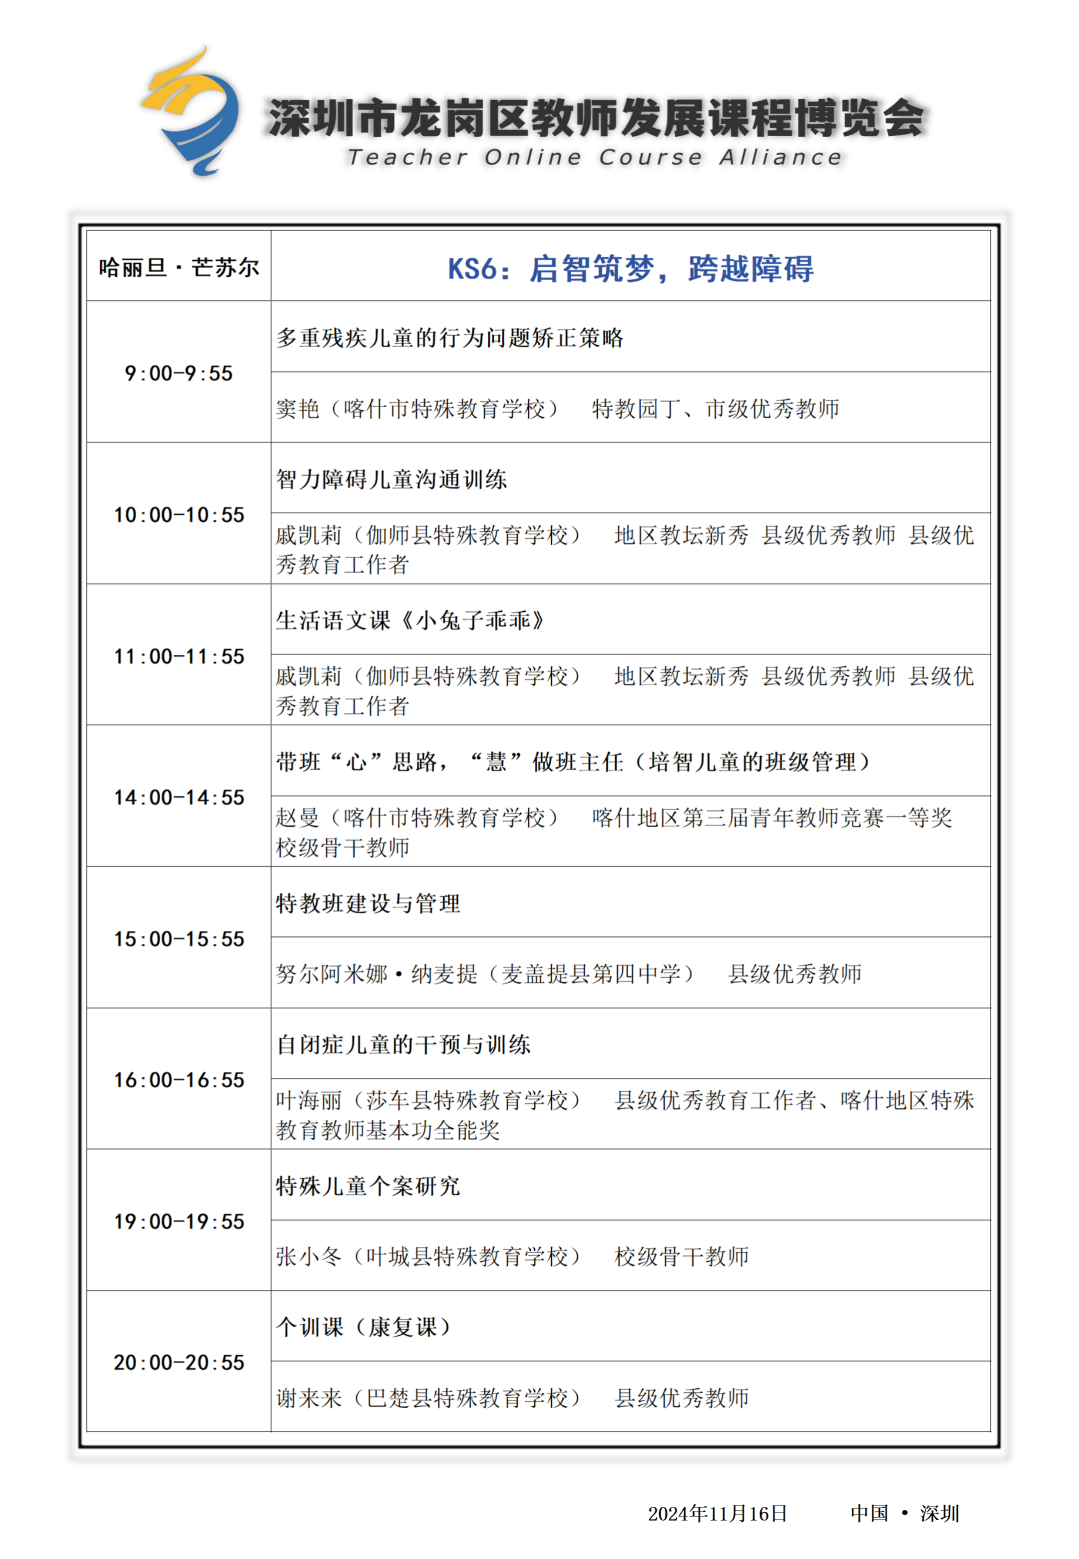 深圳市龙岗区教师发展课程博览会
Teacher Online Course Alliance
哈丽旦·芒苏尔
KS6：启智筑梦，跨越障碍
9:00-9:55
多重残疾儿童的行为问题矫正策略
窦艳（喀什市特殊教育学校） 特教园丁、市级优秀教师
10:00-10:55
智力障碍儿童沟通训练
戚凯莉（伽师县特殊教育学校） 地区教坛新秀 县级优秀教师 县级优
秀教育工作者
11:00-11:55
生活语文课《小兔子乖乖》
戚凯莉（伽师县特殊教育学校） 地区教坛新秀 县级优秀教师 县级优
秀教育工作者
14:00-14:55
带班“心”思路，“慧”做班主任（培智儿童的班级管理）
赵曼（喀什市特殊教育学校） 喀什地区第三届青年教师竞赛一等奖
校级骨干教师
15:00-15:55
特教班建设与管理
努尔阿米娜·纳麦提（麦盖提县第四中学） 县级优秀教师
16:00-16:55
自闭症儿童的干预与训练
叶海丽（莎车县特殊教育学校） 县级优秀教育工作者、喀什地区特殊
教育教师基本功全能奖
19:00-19:55
特殊儿童个案研究
张小冬（叶城县特殊教育学校） 校级骨干教师
20:00-20:55
个训课（康复课）
谢来来（巴楚县特殊教育学校） 县级优秀教师
2024年11月16日 中国 · 深圳